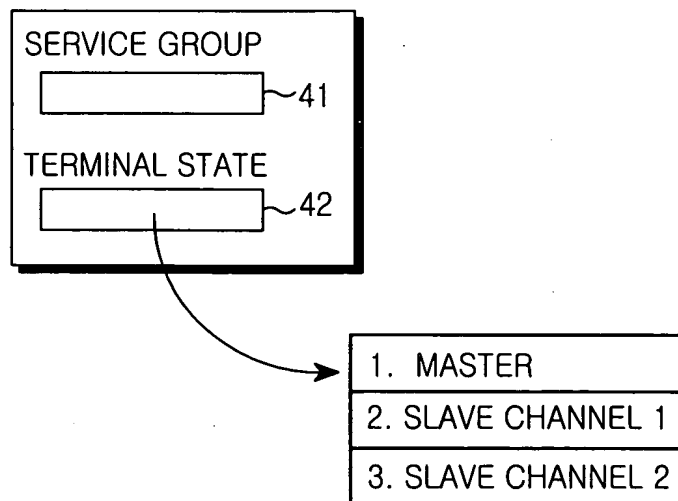 SERVICE GROUP
41
TERMINAL STATE
42
1. MASTER
2. SLAVE CHANNEL 1
3. SLAVE CHANNEL 2